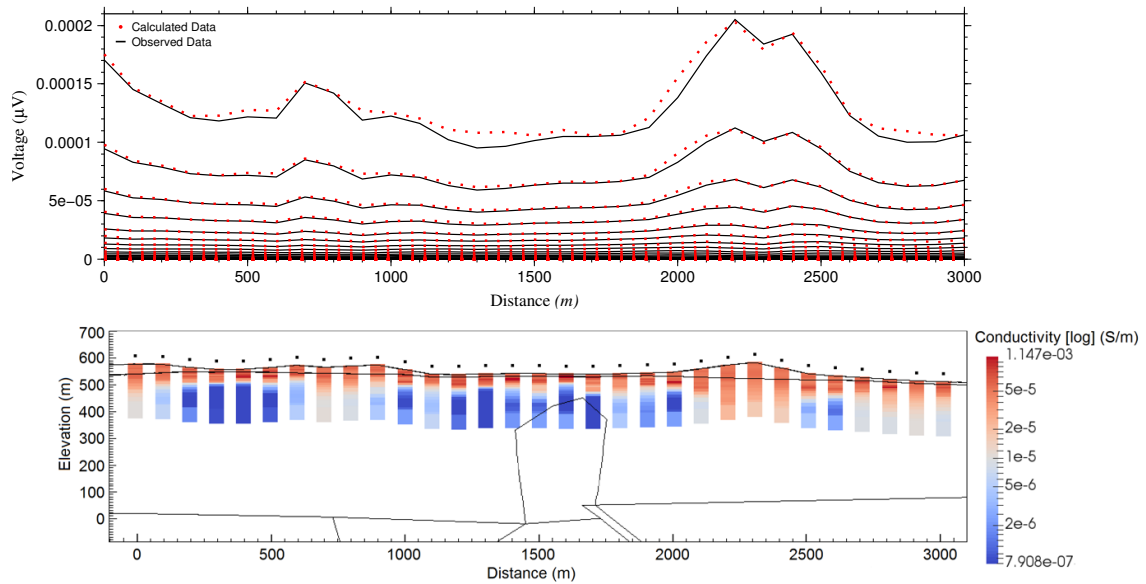 0.0002
0.00015
0.0001
5e-05
0
Voltage (µV)
Calculated Data
Observed Data
0 500 1000 1500 2000 2500 3000
Distance (m)
700
600
500
400
300
200
100
0
Elevation (m)
0 500 1000 1500 2000 2500 3000
Distance (m)
Conductivity [log] (S/m)
1.147e-03
5e-5
2e-5
1e-5
5e-6
2e-6
7.908e-07